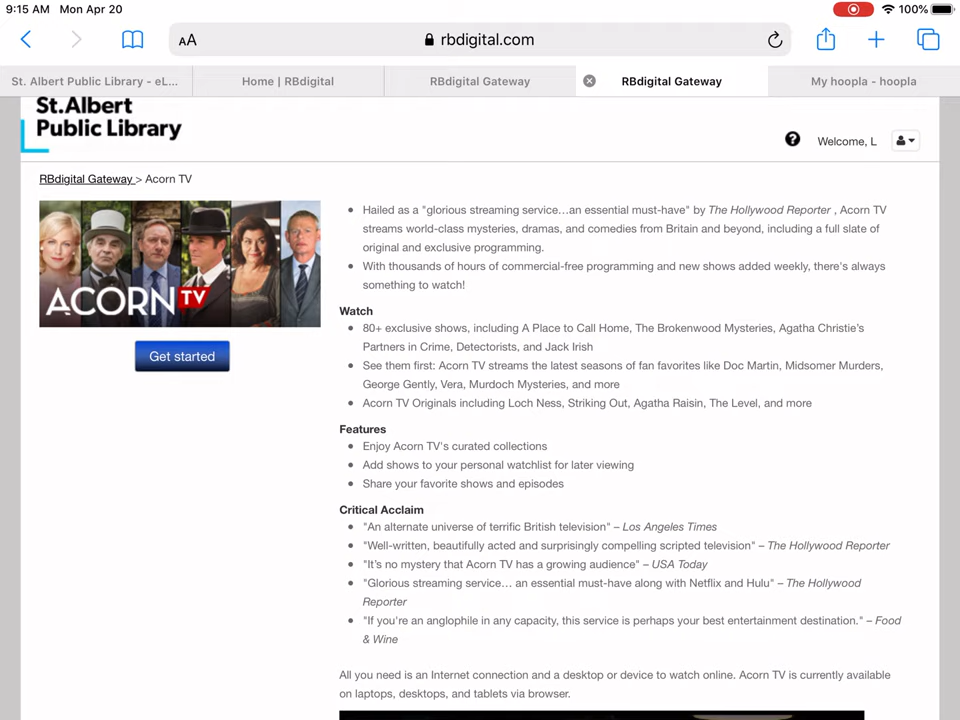 9:15 AM Mon Apr 20 100%
AA rbdigital.com
St. Albert Public Library - eL... Home | RBdigital RBdigital Gateway RBdigital Gateway My hoopla - hoopla
St.Albert
Public Library
? Welcome, L
RBdigital Gateway > Acorn TV
ACORN TV
Get started
• Hailed as a "glorious streaming service…an essential must-have" by The Hollywood Reporter , Acorn TV
streams world-class mysteries, dramas, and comedies from Britain and beyond, including a full slate of
original and exclusive programming.
• With thousands of hours of commercial-free programming and new shows added weekly, there's always
something to watch!
Watch
• 80+ exclusive shows, including A Place to Call Home, The Brokenwood Mysteries, Agatha Christie's
Partners in Crime, Detectorists, and Jack Irish
• See them first: Acorn TV streams the latest seasons of fan favorites like Doc Martin, Midsomer Murders,
George Gently, Vera, Murdoch Mysteries, and more
• Acorn TV Originals including Loch Ness, Striking Out, Agatha Raisin, The Level, and more
Features
• Enjoy Acorn TV's curated collections
• Add shows to your personal watchlist for later viewing
• Share your favorite shows and episodes
Critical Acclaim
• "An alternate universe of terrific British television" – Los Angeles Times
• "Well-written, beautifully acted and surprisingly compelling scripted television" – The Hollywood Reporter
• "It's no mystery that Acorn TV has a growing audience" – USA Today
• "Glorious streaming service… an essential must-have along with Netflix and Hulu" – The Hollywood
Reporter
• "If you're an anglophile in any capacity, this service is perhaps your best entertainment destination." – Food
& Wine
All you need is an Internet connection and a desktop or device to watch online. Acorn TV is currently available
on laptops, desktops, and tablets via browser.